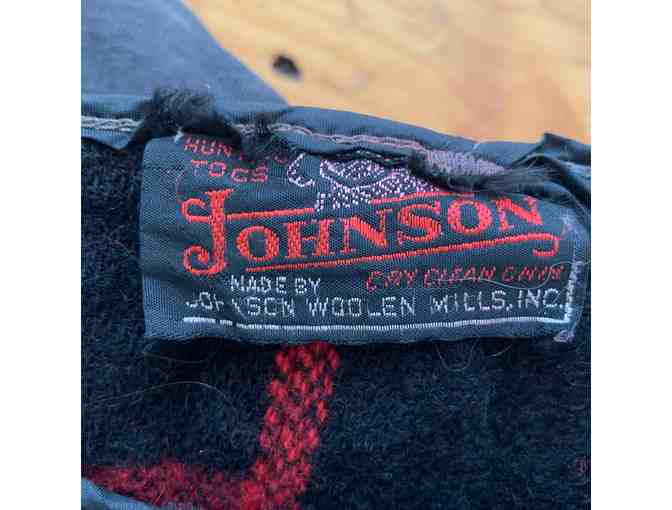 TOGS
JOHNSON
DRY CLEAN ONLY
MADE BY
JOHNSON WOOLEN MILLS, INC.